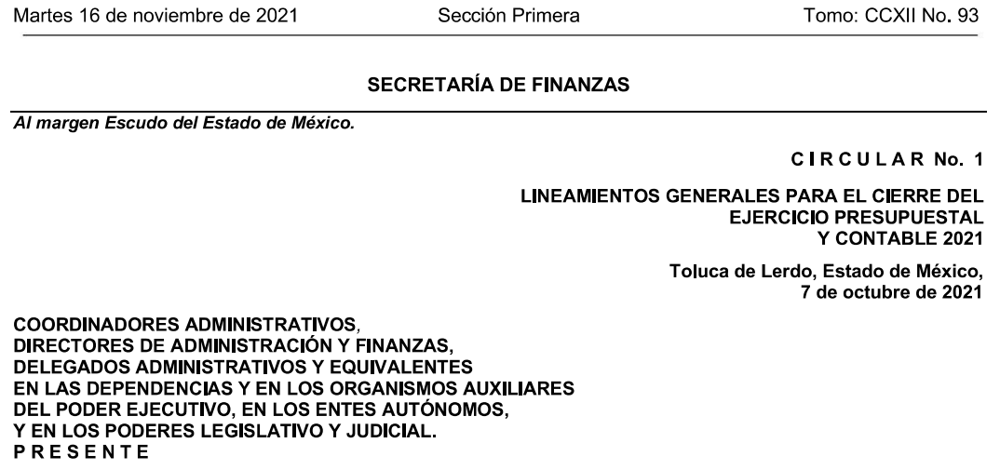 Martes 16 de noviembre de 2021 Sección Primera Tomo: CCXII No. 93
SECRETARÍA DE FINANZAS
Al margen Escudo del Estado de México.
C I R C U L A R No. 1
LINEAMIENTOS GENERALES PARA EL CIERRE DEL
EJERCICIO PRESUPUESTAL
Y CONTABLE 2021
Toluca de Lerdo, Estado de México,
7 de octubre de 2021
COORDINADORES ADMINISTRATIVOS,
DIRECTORES DE ADMINISTRACIÓN Y FINANZAS,
DELEGADOS ADMINISTRATIVOS Y EQUIVALENTES
EN LAS DEPENDENCIAS Y EN LOS ORGANISMOS AUXILIARES
DEL PODER EJECUTIVO, EN LOS ENTES AUTÓNOMOS,
Y EN LOS PODERES LEGISLATIVO Y JUDICIAL.
P R E S E N T E